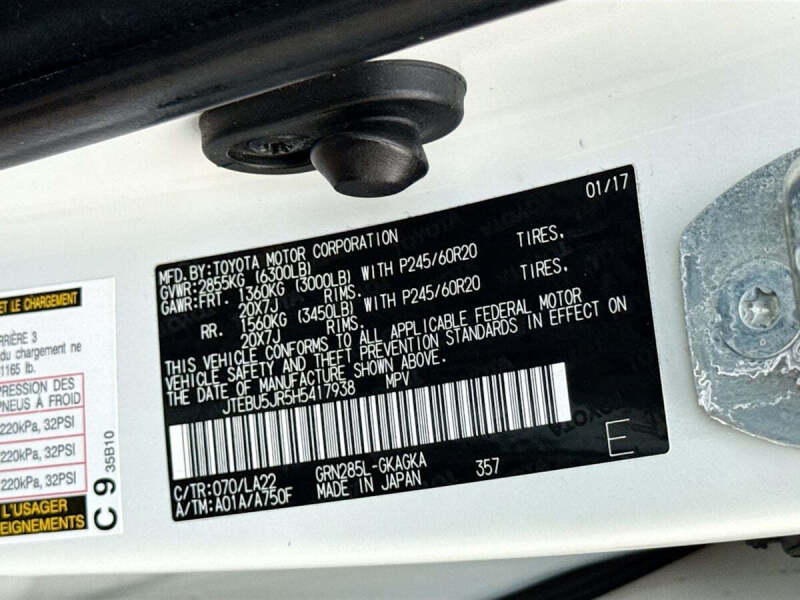 01/17
MFD.BY:TOYOTA MOTOR CORPORATION
GVWR:2855KG (6300LB)
GAWR:FRT. 1360KG (3000LB) WITH P245/60R20 TIRES,
20X7J RIMS.
RR. 1560KG (3450LB) WITH P245/60R20 TIRES,
20X7J RIMS.
THIS VEHICLE CONFORMS TO ALL APPLICABLE FEDERAL MOTOR
VEHICLE SAFETY AND THEFT PREVENTION STANDARDS IN EFFECT ON
THE DATE OF MANUFACTURE SHOWN ABOVE.
JTEBU5JR5H5417938 MPV
C/TR:070/LA22 GRN285L-GKAGKA
A/TM:A01A/A750F MADE IN JAPAN 357
E
ET LE CHARGEMENT
ARRIÈRE 3
du chargement ne
1165 lb.
PRESSION DES
PNEUS À FROID
220kPa, 32PSI
220kPa, 32PSI
220kPa, 32PSI
L'USAGER
SEIGNEMENTS
C 9 35B10